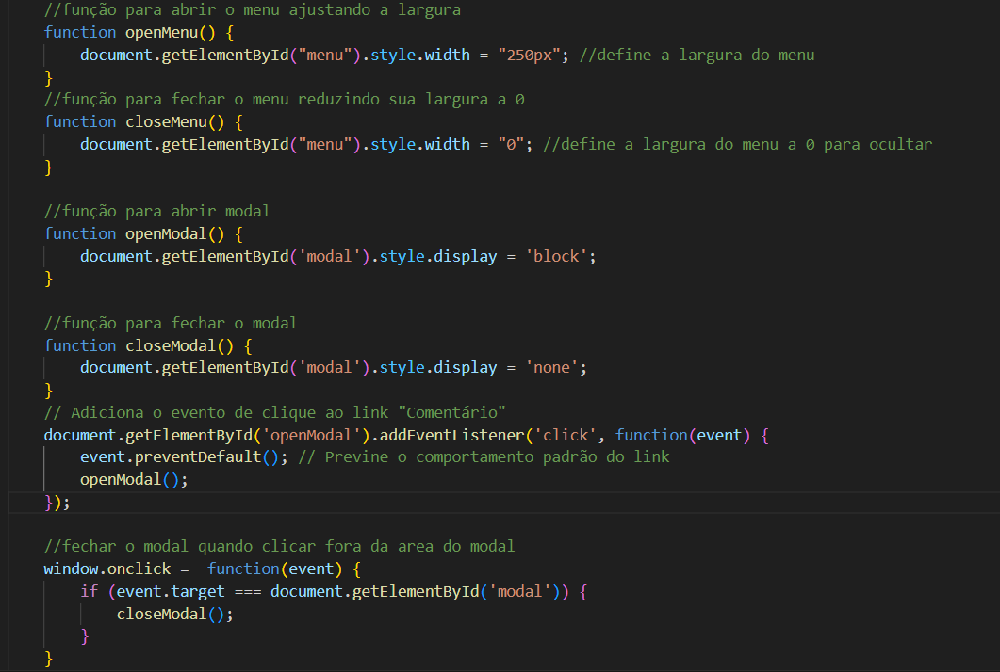 //função para abrir o menu ajustando a largura
function openMenu() {
    document.getElementById("menu").style.width = "250px"; //define a largura do menu
}
//função para fechar o menu reduzindo sua largura a 0
function closeMenu() {
    document.getElementById("menu").style.width = "0"; //define a largura do menu a 0 para ocultar
}

//função para abrir modal
function openModal() {
    document.getElementById('modal').style.display = 'block';
}

//função para fechar o modal
function closeModal() {
    document.getElementById('modal').style.display = 'none';
}
// Adiciona o evento de clique ao link "Comentário"
document.getElementById('openModal').addEventListener('click', function(event) {
    event.preventDefault(); // Previne o comportamento padrão do link
    openModal();
});

//fechar o modal quando clicar fora da area do modal
window.onclick =  function(event) {
    if (event.target === document.getElementById('modal')) {
        closeModal();
    }
}